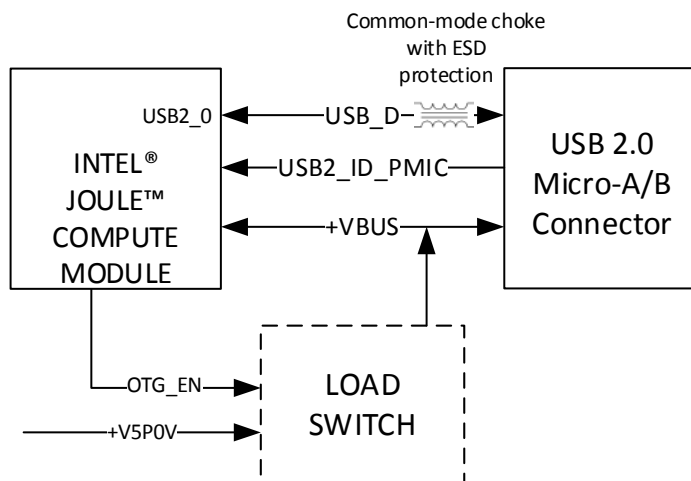 Common-mode choke
with ESD
protection
USB2_0
USB_D
INTEL®
JOULE™
COMPUTE
MODULE
USB2_ID_PMIC
+VBUS
USB 2.0
Micro-A/B
Connector
OTG_EN
+V5P0V
LOAD
SWITCH